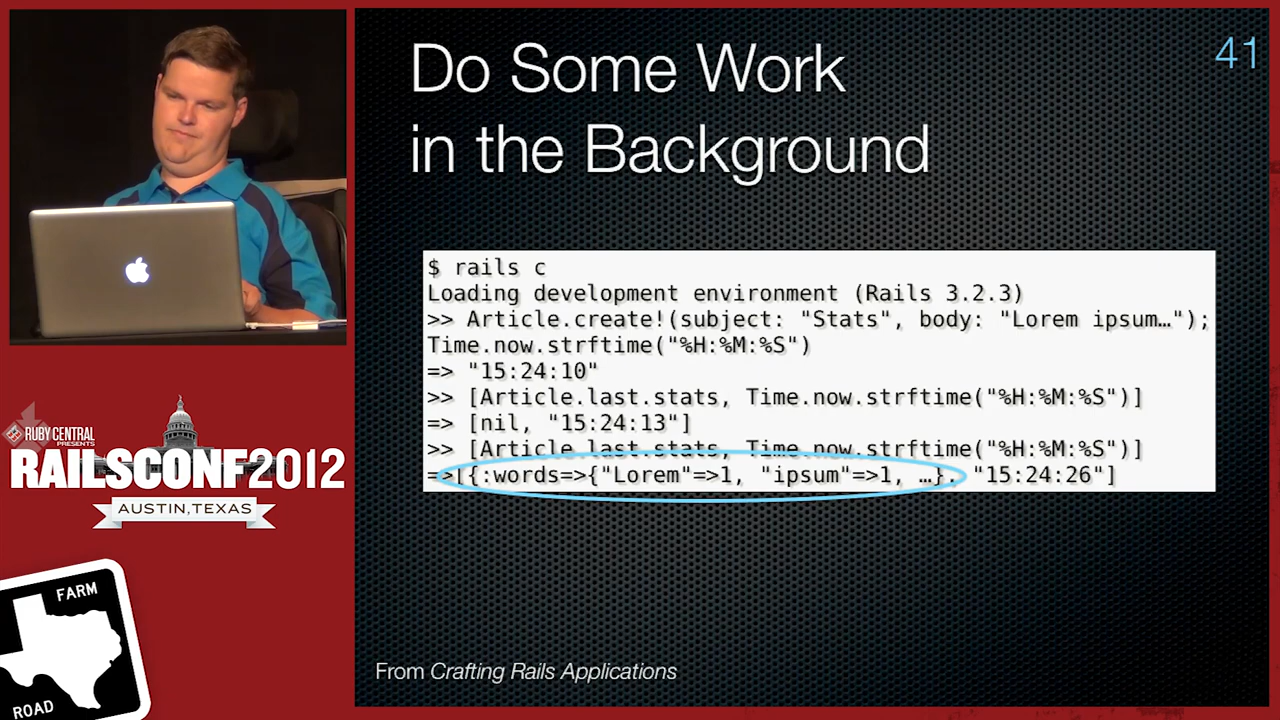 Do Some Work
in the Background
41
$ rails c
Loading development environment (Rails 3.2.3)
>> Article.create!(subject: "Stats", body: "Lorem ipsum…");
Time.now.strftime("%H:%M:%S")
=> "15:24:10"
>> [Article.last.stats, Time.now.strftime("%H:%M:%S")]
=> [nil, "15:24:13"]
>> [Article.last.stats, Time.now.strftime("%H:%M:%S")]
=>[{:words=>{"Lorem"=>1, "ipsum"=>1, …}, "15:24:26"]
From Crafting Rails Applications
RUBY CENTRAL
PRESENTS
RAILSCONF2012
AUSTIN,TEXAS
FARM
ROAD